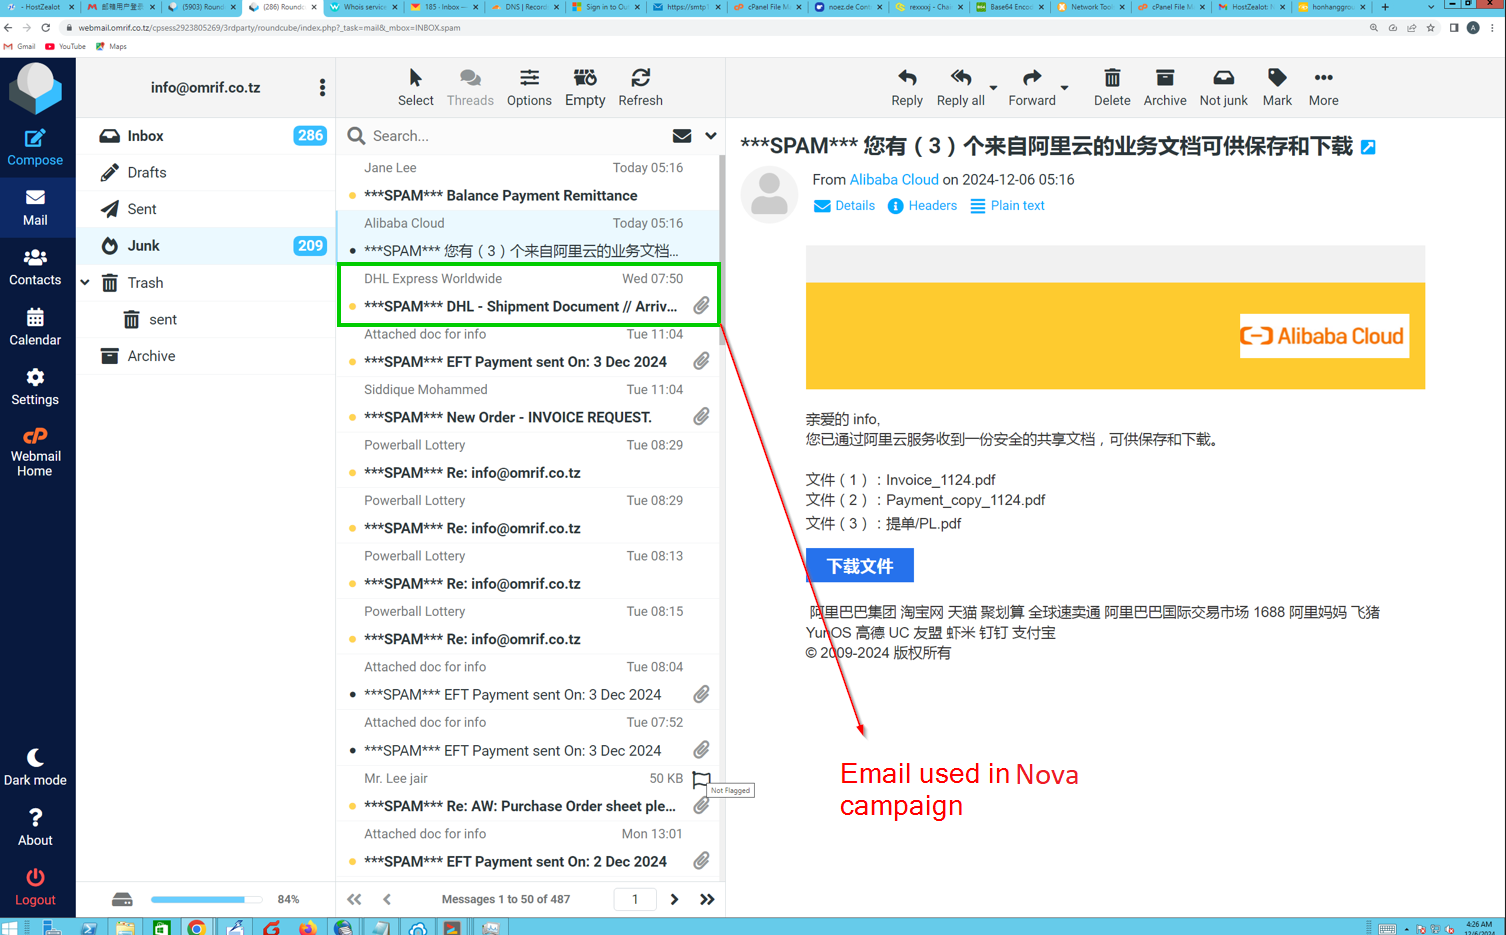 - HostZealot
邮箱用户登录
(5903) Round
(286) Roundc
Whois service
185 · Inbox —
DNS | Record
Sign in to Ou
https://smtp
cPanel File M
noez.de Cont
rexxxxj - Chan
Base64 Encod
Network Tool
cPanel File M
HostZealot:
honhanggrou
webmail.omrif.co.tz/cpsess2923805269/3rdparty/roundcube/index.php?_task=mail&_mbox=INBOX.spam
Gmail YouTube Maps
Compose
Mail
Contacts
Calendar
Settings
cP
Webmail
Home
Dark mode
?
About
Logout
info@omrif.co.tz
Inbox 286
Drafts
Sent
Junk 209
Trash
sent
Archive
84%
Select Threads Options Empty Refresh
Search...
Jane Lee Today 05:16
***SPAM*** Balance Payment Remittance
Alibaba Cloud Today 05:16
***SPAM*** 您有（3）个来自阿里云的业务文档...
DHL Express Worldwide Wed 07:50
***SPAM*** DHL - Shipment Document // Arriv...
Attached doc for info Tue 11:04
***SPAM*** EFT Payment sent On: 3 Dec 2024
Siddique Mohammed Tue 11:04
***SPAM*** New Order - INVOICE REQUEST.
Powerball Lottery Tue 08:29
***SPAM*** Re: info@omrif.co.tz
Powerball Lottery Tue 08:29
***SPAM*** Re: info@omrif.co.tz
Powerball Lottery Tue 08:13
***SPAM*** Re: info@omrif.co.tz
Powerball Lottery Tue 08:15
***SPAM*** Re: info@omrif.co.tz
Attached doc for info Tue 08:04
***SPAM*** EFT Payment sent On: 3 Dec 2024
Attached doc for info Tue 07:52
***SPAM*** EFT Payment sent On: 3 Dec 2024
Mr. Lee jair 50 KB
Not Flagged
***SPAM*** Re: AW: Purchase Order sheet ple...
Attached doc for info Mon 13:01
***SPAM*** EFT Payment sent On: 2 Dec 2024
Messages 1 to 50 of 487 1
Reply Reply all Forward Delete Archive Not junk Mark More
***SPAM*** 您有（3）个来自阿里云的业务文档可供保存和下载
From Alibaba Cloud on 2024-12-06 05:16
Details Headers Plain text
Alibaba Cloud
亲爱的 info,
您已通过阿里云服务收到一份安全的共享文档，可供保存和下载。
文件（1）：Invoice_1124.pdf
文件（2）：Payment_copy_1124.pdf
文件（3）：提单/PL.pdf
下载文件
阿里巴巴集团 淘宝网 天猫 聚划算 全球速卖通 阿里巴巴国际交易市场 1688 阿里妈妈 飞猪
YunOS 高德 UC 友盟 虾米 钉钉 支付宝
© 2009-2024 版权所有
Email used in Nova
campaign
4:26 AM
12/6/2024